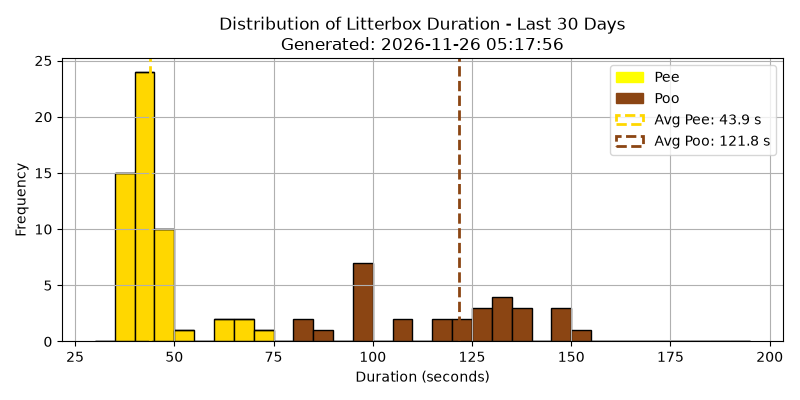 Distribution of Litterbox Duration - Last 30 Days
Generated: 2026-11-26 05:17:56
Pee
Poo
Avg Pee: 43.9 s
Avg Poo: 121.8 s
Frequency
25
20
15
10
5
0
25 50 75 100 125 150 175 200
Duration (seconds)